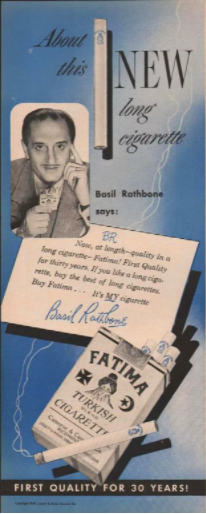 About
this
NEW
long
cigarette
Basil Rathbone
says:
BR
Now, at length—quality in a
long cigarette—Fatima! First Quality
for thirty years. If you like a long ciga-
rette, buy the best of long cigarettes.
Buy Fatima... It's MY cigarette
Basil Rathbone
FATIMA
TURKISH
CIGARETTES
FIRST QUALITY FOR 30 YEARS!